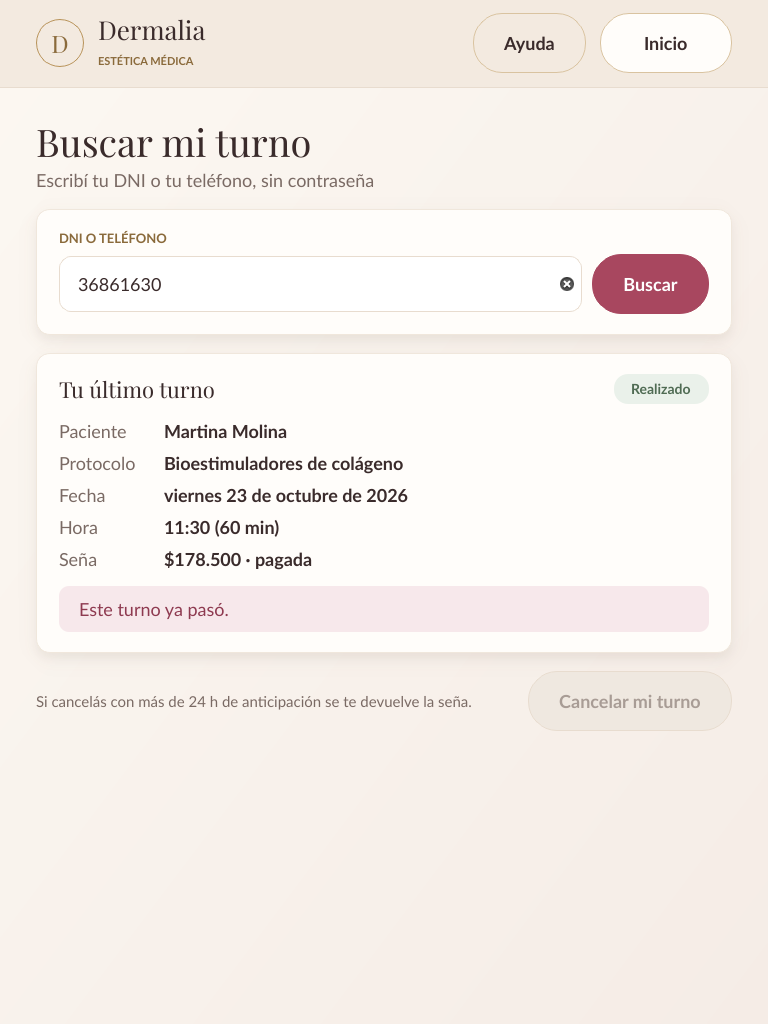 D
Dermalia
ESTÉTICA MÉDICA
Ayuda
Inicio
Buscar mi turno
Escribí tu DNI o tu teléfono, sin contraseña
DNI O TELÉFONO
36861630
Buscar
Tu último turno
Realizado
Paciente Martina Molina
Protocolo Bioestimuladores de colágeno
Fecha viernes 23 de octubre de 2026
Hora 11:30 (60 min)
Seña $178.500 · pagada
Este turno ya pasó.
Si cancelás con más de 24 h de anticipación se te devuelve la seña.
Cancelar mi turno